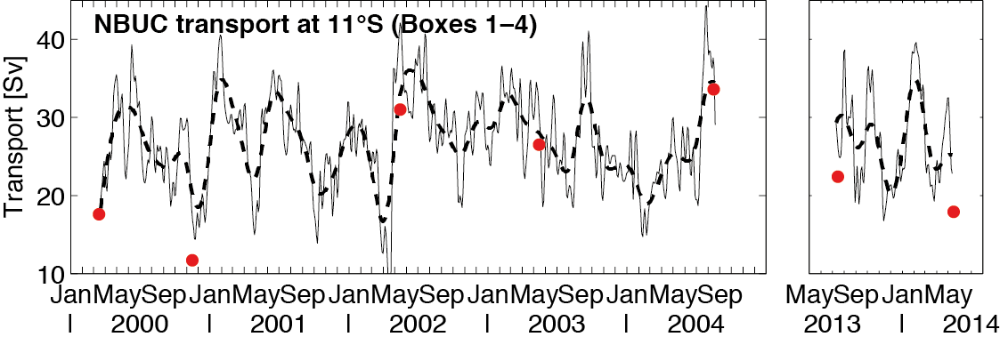 NBUC transport at 11°S (Boxes 1–4)
Transport [Sv]
40
30
20
10
JanMaySep JanMaySep JanMaySep JanMaySep JanMaySep MaySep JanMay
| 2000 | 2001 | 2002 | 2003 | 2004 2013 | 2014